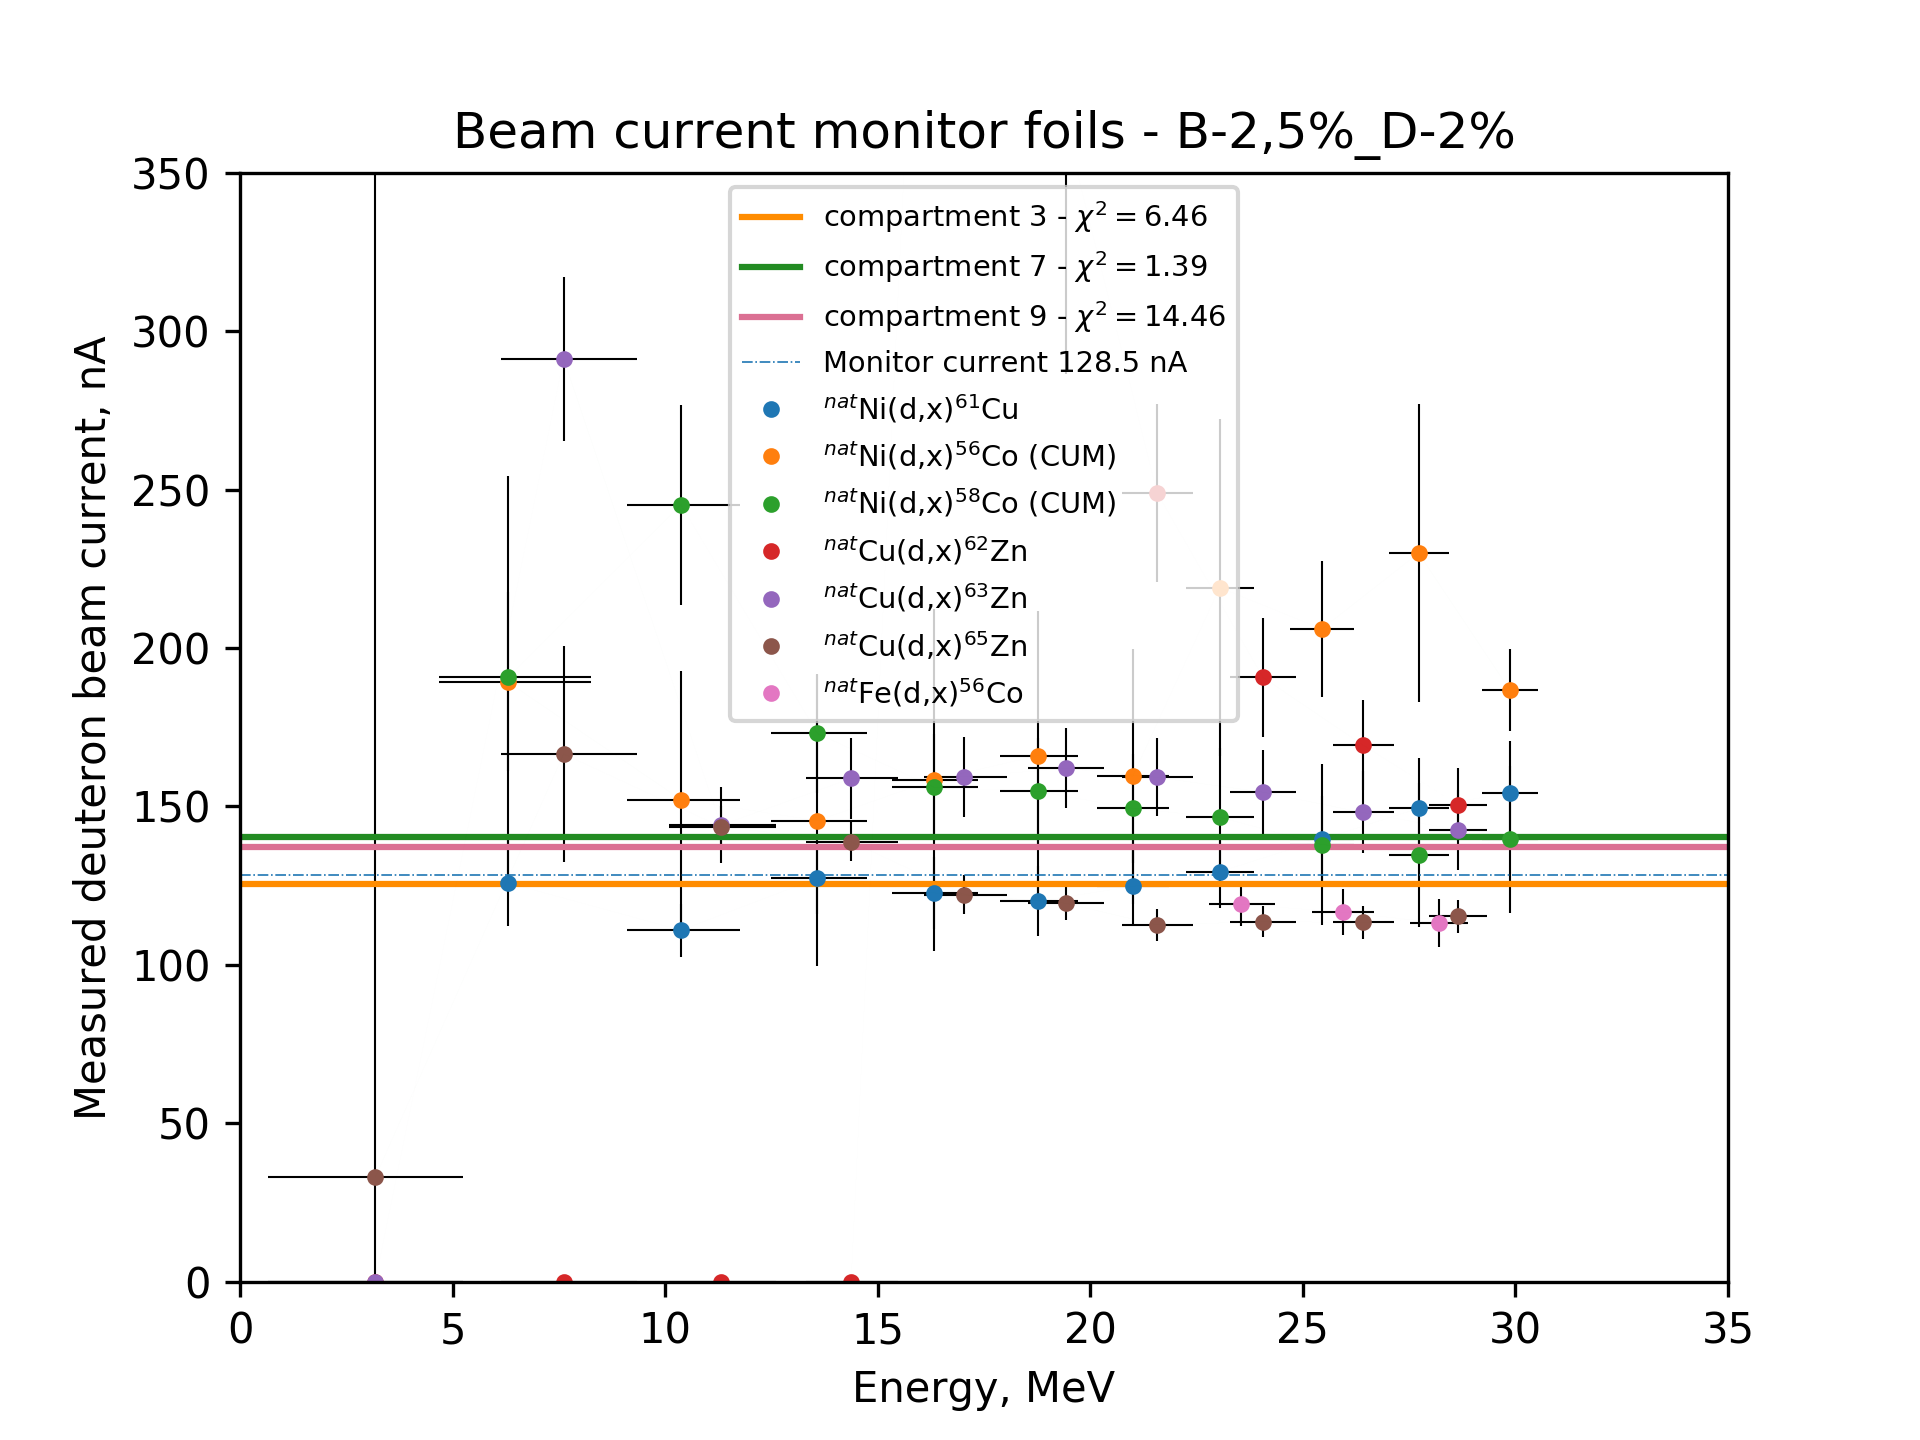 Beam current monitor foils - B-2,5%_D-2%
350
300
250
200
150
100
50
0
Measured deuteron beam current, nA
compartment 3 - χ² = 6.46
compartment 7 - χ² = 1.39
compartment 9 - χ² = 14.46
Monitor current 128.5 nA
ⁿᵃᵗNi(d,x)⁶¹Cu
ⁿᵃᵗNi(d,x)⁵⁶Co (CUM)
ⁿᵃᵗNi(d,x)⁵⁸Co (CUM)
ⁿᵃᵗCu(d,x)⁶²Zn
ⁿᵃᵗCu(d,x)⁶³Zn
ⁿᵃᵗCu(d,x)⁶⁵Zn
ⁿᵃᵗFe(d,x)⁵⁶Co
0 5 10 15 20 25 30 35
Energy, MeV